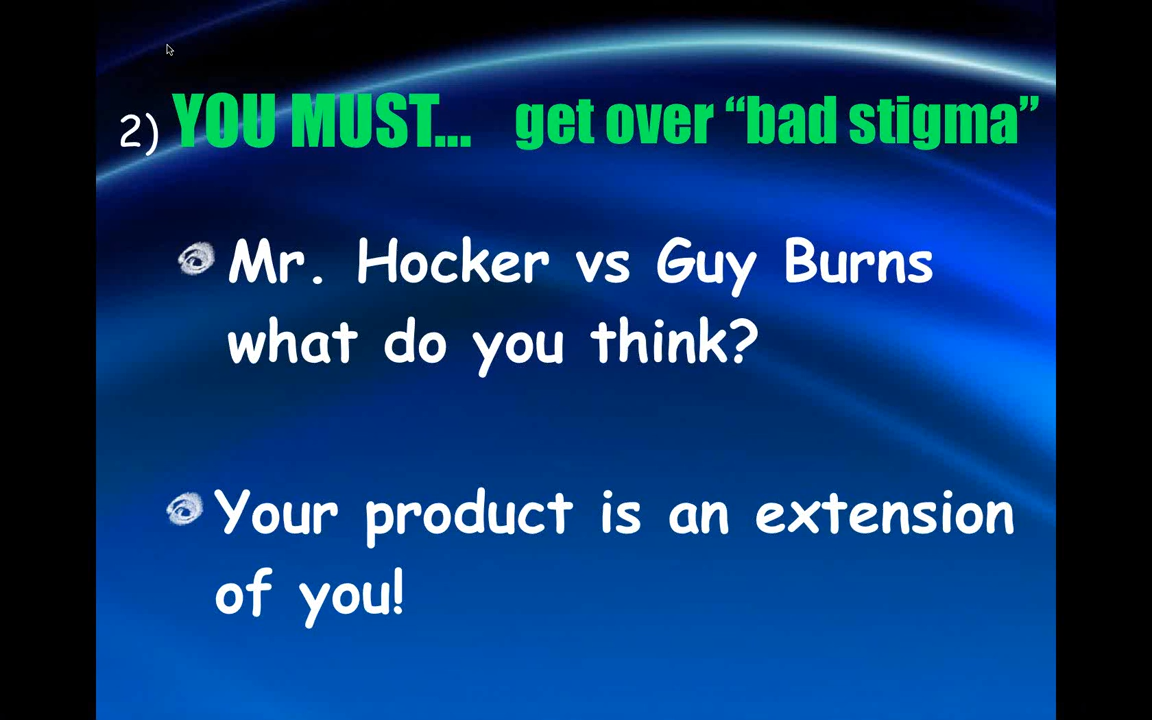 2) YOU MUST... get over “bad stigma”
Mr. Hocker vs Guy Burns
what do you think?
Your product is an extension
of you!